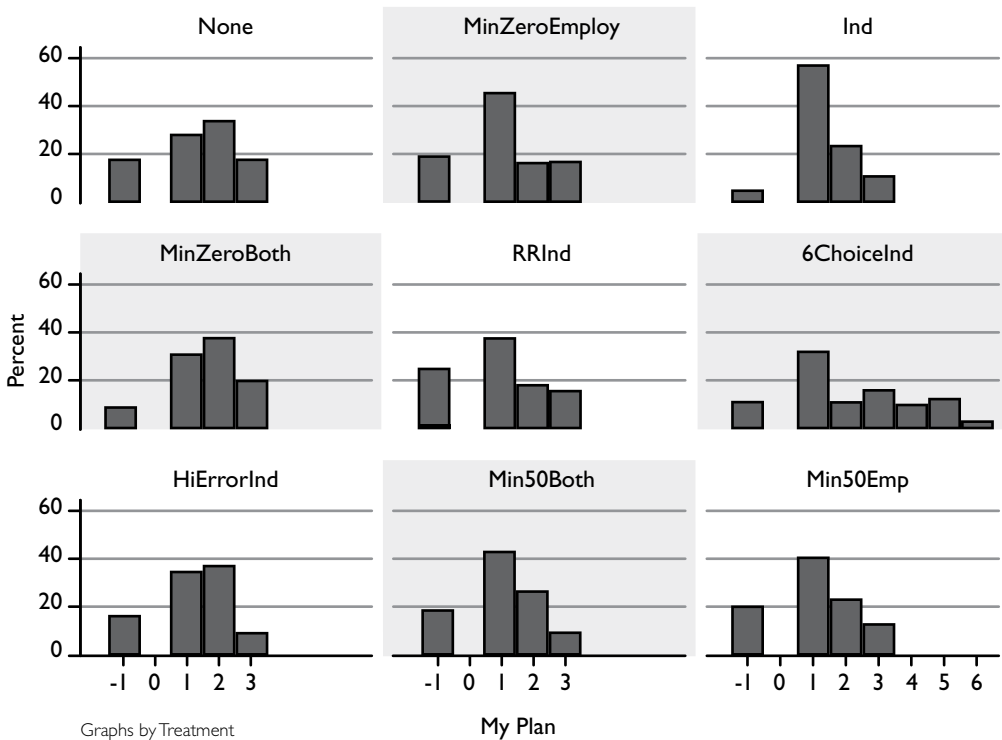 None MinZeroEmploy Ind
60
40
20
0
MinZeroBoth RRInd 6ChoiceInd
60
40
20
0
Percent
HiErrorInd Min50Both Min50Emp
60
40
20
0
-1 0 1 2 3 -1 0 1 2 3 -1 0 1 2 3 4 5 6
My Plan
Graphs by Treatment